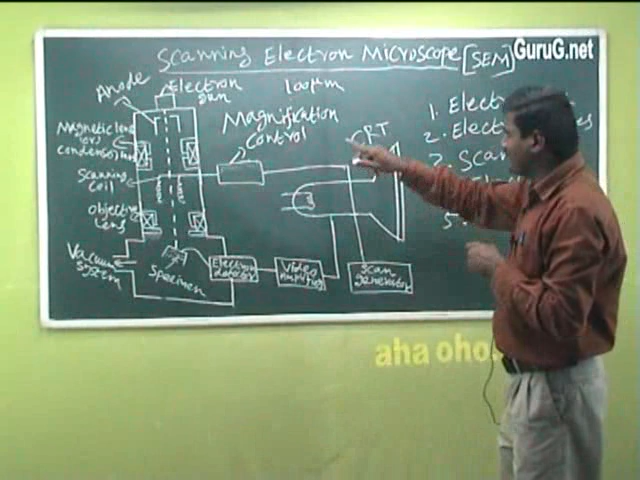 Scanning Electron Microscope [SEM]
GuruG.net
Anode
Electron
gun
100μm
Magnification
control
CRT
Magnetic lens
(or)
condensor lens
Scanning
coil
Objective
lens
Vacuum
system
Specimen
Electron
detector
Video
Amplifier
Scan
generator
1. Elect
2. Elect
3. Scan
5.
aha oho